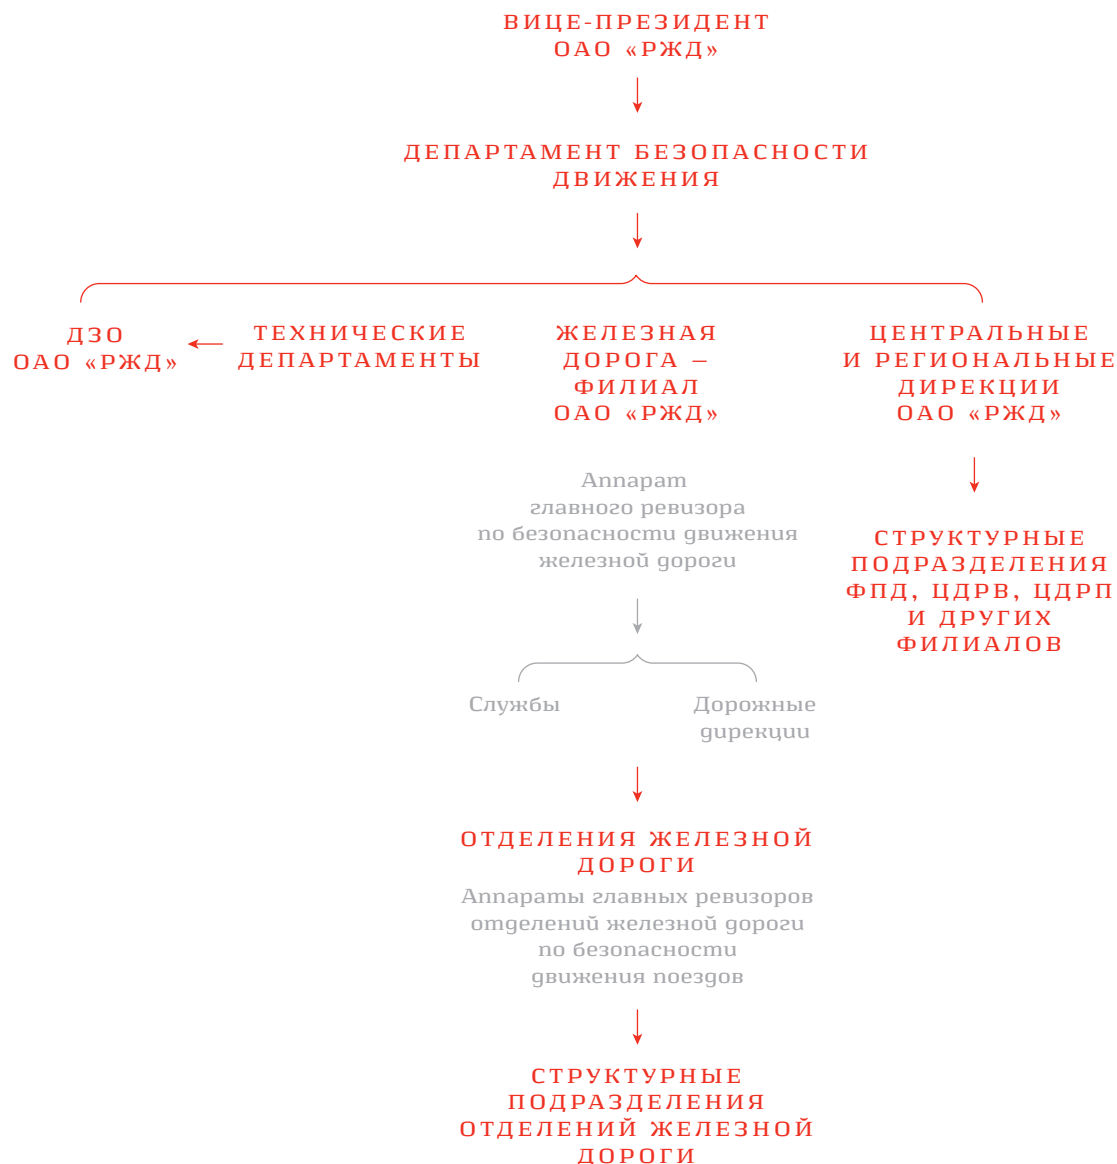 ВИЦЕ-ПРЕЗИДЕНТ
ОАО «РЖД»
ДЕПАРТАМЕНТ БЕЗОПАСНОСТИ
ДВИЖЕНИЯ
ДЗО
ОАО «РЖД»
ТЕХНИЧЕСКИЕ
ДЕПАРТАМЕНТЫ
ЖЕЛЕЗНАЯ
ДОРОГА –
ФИЛИАЛ
ОАО «РЖД»
ЦЕНТРАЛЬНЫЕ
И РЕГИОНАЛЬНЫЕ
ДИРЕКЦИИ
ОАО «РЖД»
Аппарат
главного ревизора
по безопасности движения
железной дороги
СТРУКТУРНЫЕ
ПОДРАЗДЕЛЕНИЯ
ФПД, ЦДРВ, ЦДРП
И ДРУГИХ
ФИЛИАЛОВ
Службы
Дорожные
дирекции
ОТДЕЛЕНИЯ ЖЕЛЕЗНОЙ
ДОРОГИ
Аппараты главных ревизоров
отделений железной дороги
по безопасности
движения поездов
СТРУКТУРНЫЕ
ПОДРАЗДЕЛЕНИЯ
ОТДЕЛЕНИЙ ЖЕЛЕЗНОЙ
ДОРОГИ